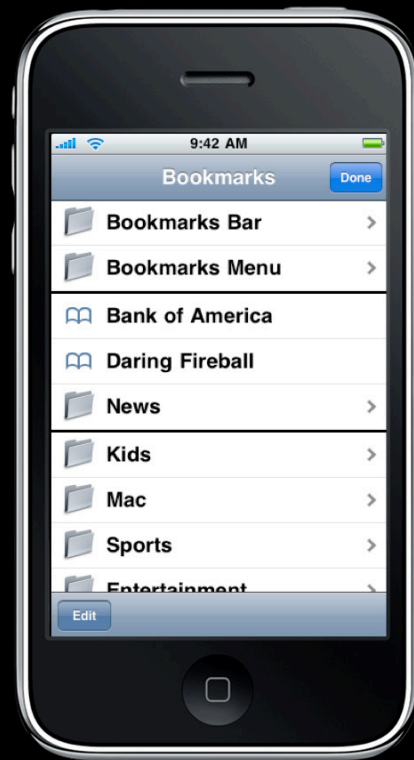 9:42 AM
Bookmarks
Done
Bookmarks Bar
Bookmarks Menu
Bank of America
Daring Fireball
News
Kids
Mac
Sports
Entertainment
Edit